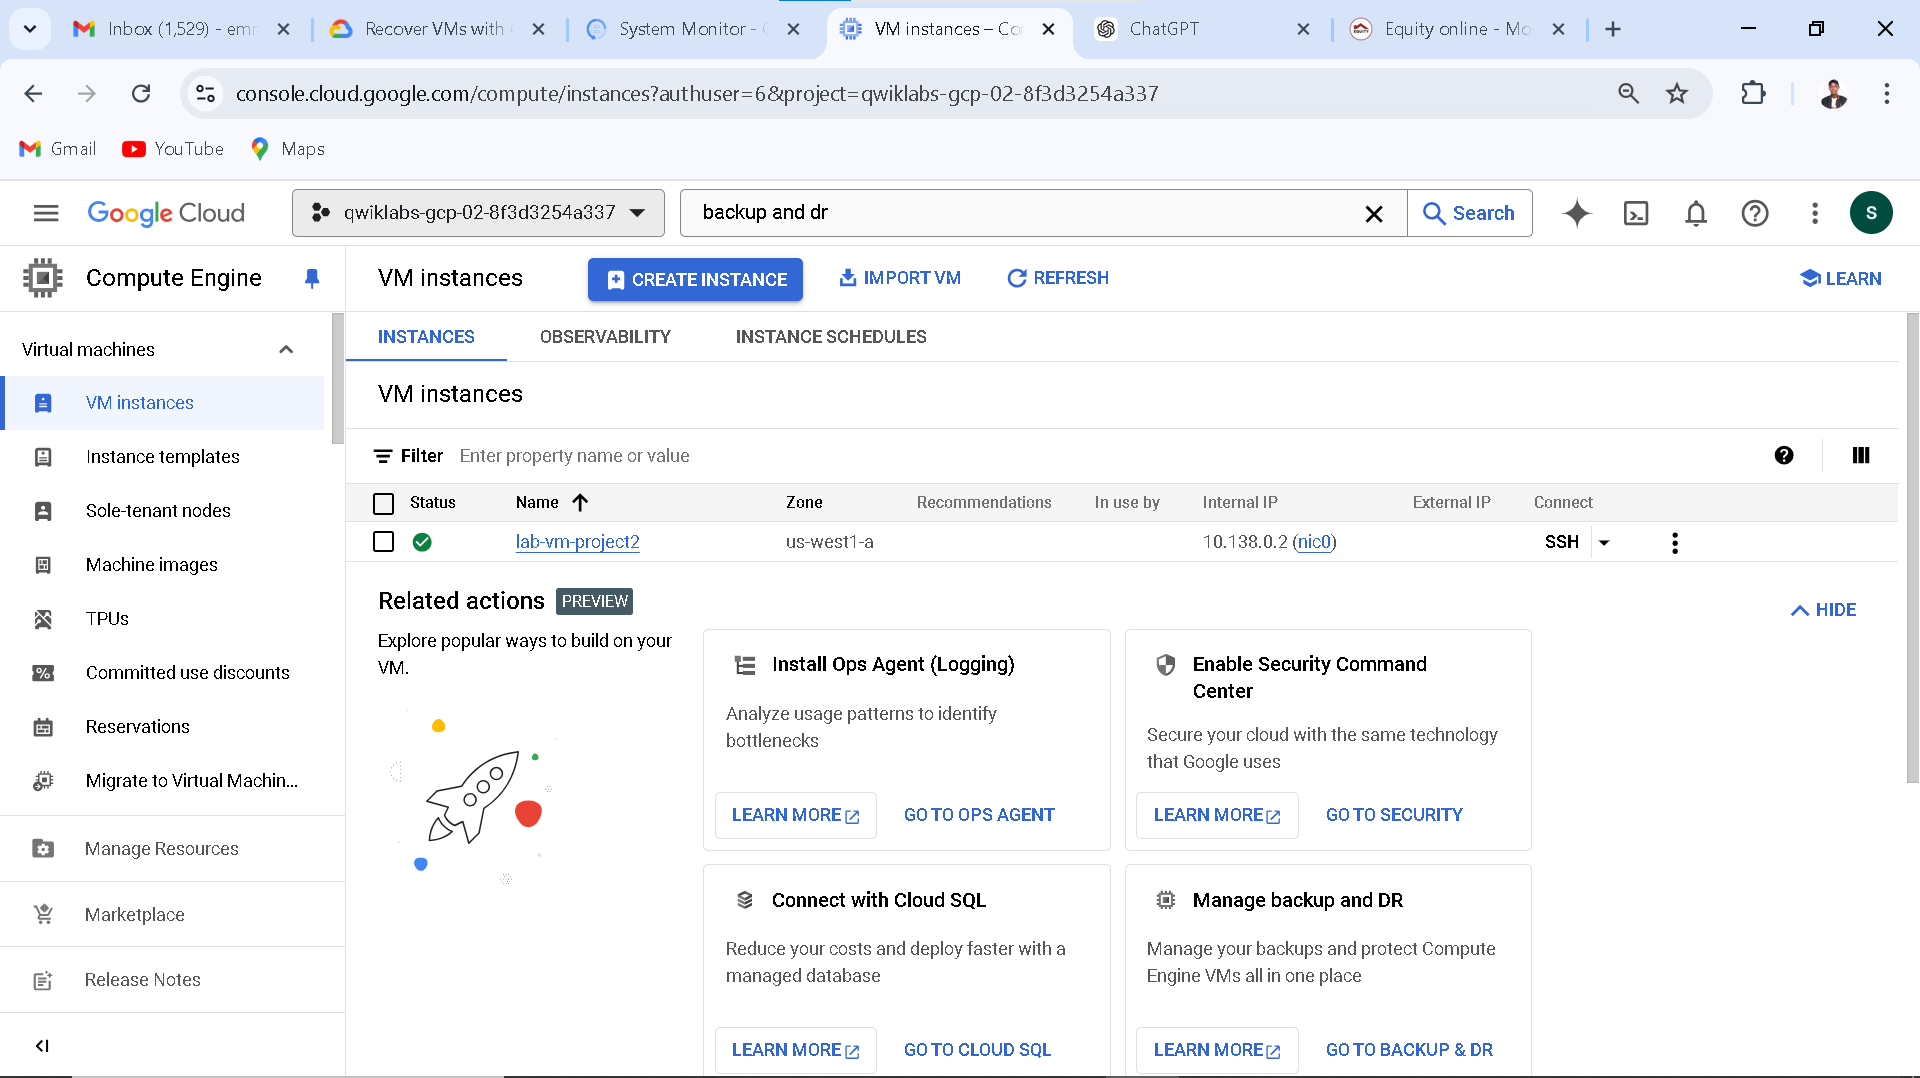 Inbox (1,529) - em
Recover VMs with
System Monitor -
VM instances – Co
ChatGPT
Equity online - Mo
console.cloud.google.com/compute/instances?authuser=6&project=qwiklabs-gcp-02-8f3d3254a337
Gmail
YouTube
Maps
Google Cloud
qwiklabs-gcp-02-8f3d3254a337
backup and dr
Search
S
Compute Engine
VM instances
CREATE INSTANCE
IMPORT VM
REFRESH
LEARN
Virtual machines
VM instances
Instance templates
Sole-tenant nodes
Machine images
TPUs
Committed use discounts
Reservations
Migrate to Virtual Machin...
Manage Resources
Marketplace
Release Notes
INSTANCES
OBSERVABILITY
INSTANCE SCHEDULES
VM instances
Filter Enter property name or value
Status Name Zone Recommendations In use by Internal IP External IP Connect
lab-vm-project2 us-west1-a 10.138.0.2 (nic0) SSH
Related actions PREVIEW
HIDE
Explore popular ways to build on your
VM.
Install Ops Agent (Logging)
Analyze usage patterns to identify
bottlenecks
LEARN MORE
GO TO OPS AGENT
Enable Security Command
Center
Secure your cloud with the same technology
that Google uses
LEARN MORE
GO TO SECURITY
Connect with Cloud SQL
Reduce your costs and deploy faster with a
managed database
LEARN MORE
GO TO CLOUD SQL
Manage backup and DR
Manage your backups and protect Compute
Engine VMs all in one place
LEARN MORE
GO TO BACKUP & DR